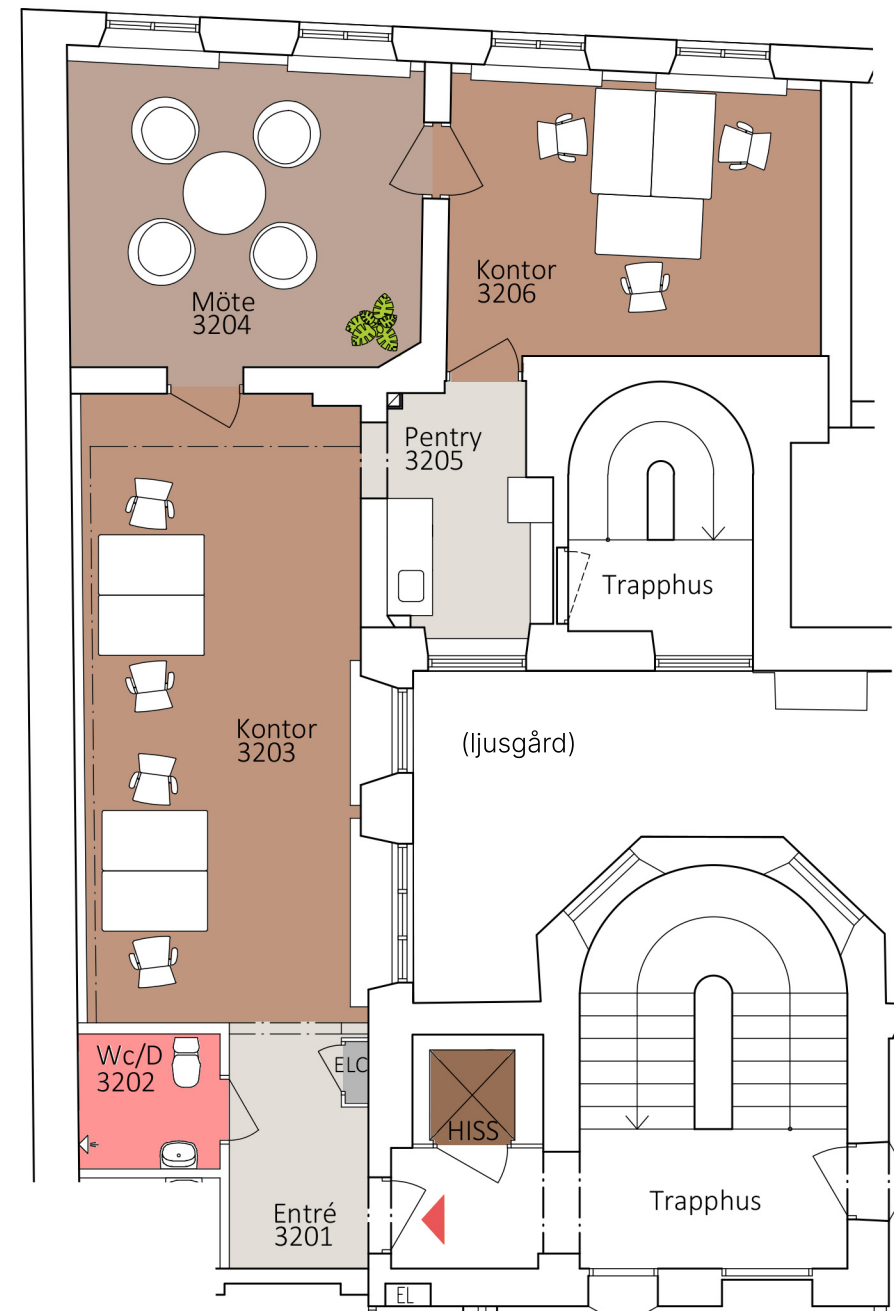 Möte
3204
Kontor
3206
Pentry
3205
Trapphus
Kontor
3203
(ljusgård)
Wc/D
3202
ELC
HISS
Entré
3201
Trapphus
EL